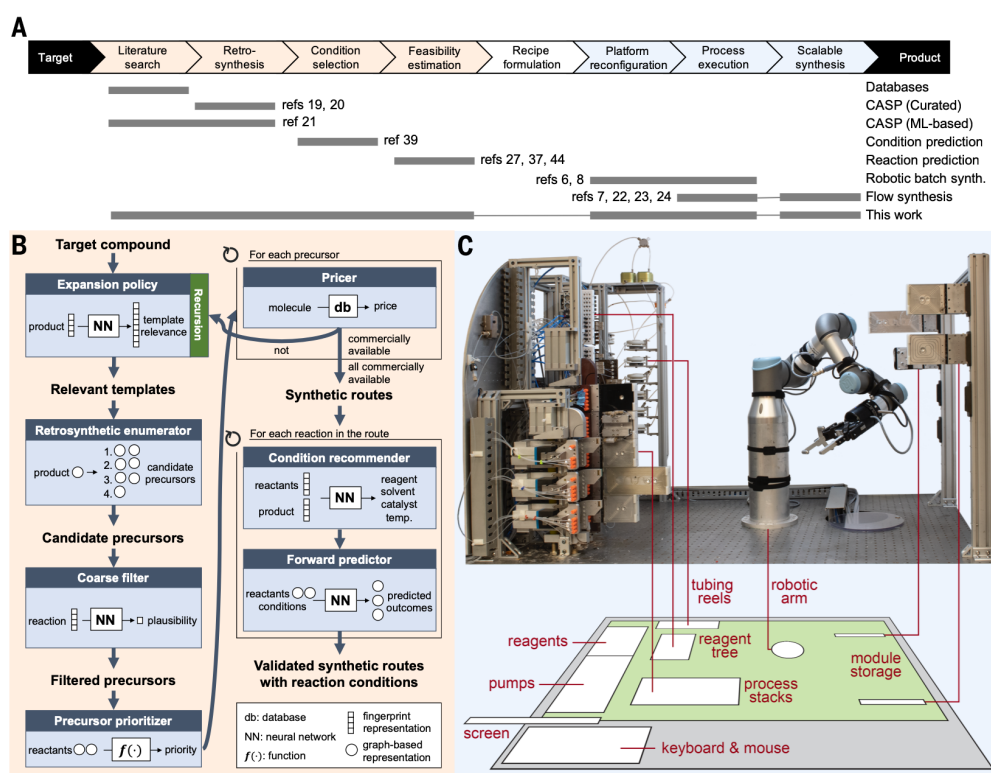 A
Target
Literature
search
Retro-
synthesis
Condition
selection
Feasibility
estimation
Recipe
formulation
Platform
reconfiguration
Process
execution
Scalable
synthesis
Product
Databases
refs 19, 20
CASP (Curated)
ref 21
CASP (ML-based)
ref 39
Condition prediction
refs 27, 37, 44
Reaction prediction
refs 6, 8
Robotic batch synth.
refs 7, 22, 23, 24
Flow synthesis
This work
B
Target compound
Expansion policy
product
NN
template
relevance
Recursion
Relevant templates
Retrosynthetic enumerator
product
1.
2.
3.
4.
candidate
precursors
Candidate precursors
Coarse filter
reaction
NN
plausibility
Filtered precursors
Precursor prioritizer
reactants
f(·)
priority
For each precursor
Pricer
molecule
db
price
not
commercially
available
all commercially
available
Synthetic routes
For each reaction in the route
Condition recommender
reactants
product
NN
reagent
solvent
catalyst
temp.
Forward predictor
reactants
conditions
NN
predicted
outcomes
Validated synthetic routes
with reaction conditions
db: database
NN: neural network
f(·): function
fingerprint
representation
graph-based
representation
C
tubing
reels
robotic
arm
reagents
reagent
tree
module
storage
pumps
process
stacks
screen
keyboard & mouse